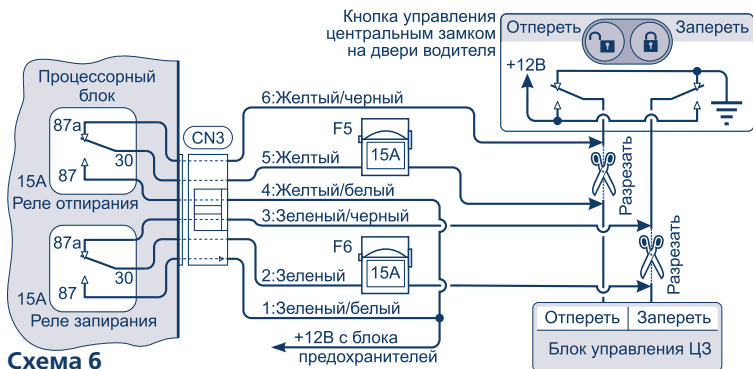 Кнопка управления
центральным замком
на двери водителя
Отпереть
Запереть
+12В
Процессорный
блок
87а
30
87
15А
Реле отпирания
87а
30
87
15А
Реле запирания
CN3
6:Желтый/черный
F5
15А
5:Желтый
4:Желтый/белый
3:Зеленый/черный
F6
15А
2:Зеленый
1:Зеленый/белый
+12В с блока
предохранителей
Разрезать
Разрезать
Отпереть
Запереть
Блок управления ЦЗ
Схема 6